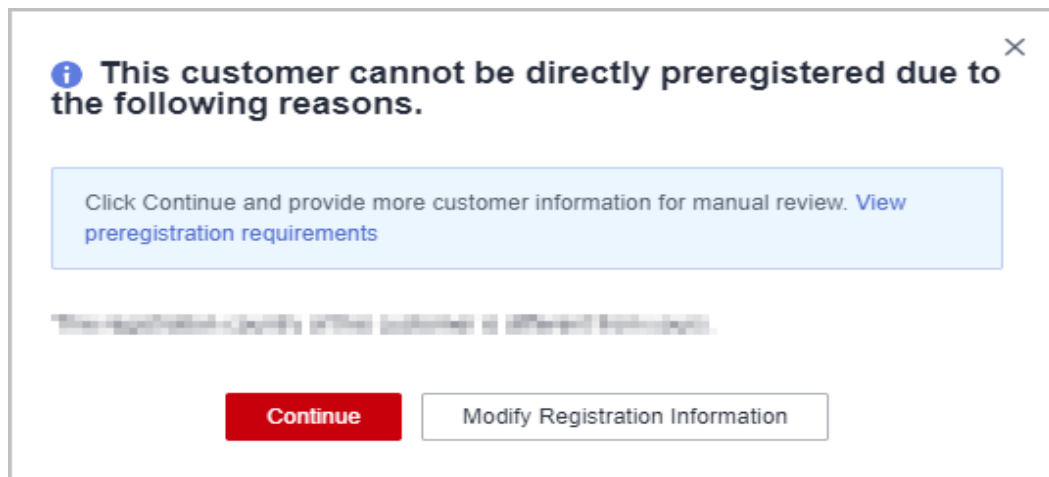 This customer cannot be directly preregistered due to
the following reasons.
Click Continue and provide more customer information for manual review. View
preregistration requirements
Continue
Modify Registration Information